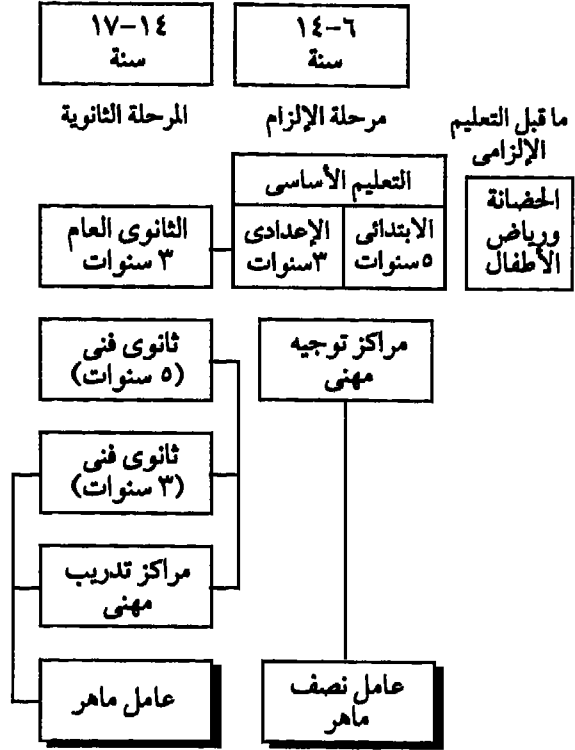 ٦–١٤
سنة
١٤–١٧
سنة
ما قبل التعليم
الإلزامى
مرحلة الإلزام
المرحلة الثانوية
الحضانة
ورياض
الأطفال
التعليم الأساسى
الابتدائى
٥سنوات
الإعدادى
٣سنوات
الثانوى العام
٣ سنوات
مراكز توجيه
مهنى
ثانوى فنى
(٥ سنوات)
ثانوى فنى
(٣ سنوات)
مراكز تدريب
مهنى
عامل نصف
ماهر
عامل ماهر